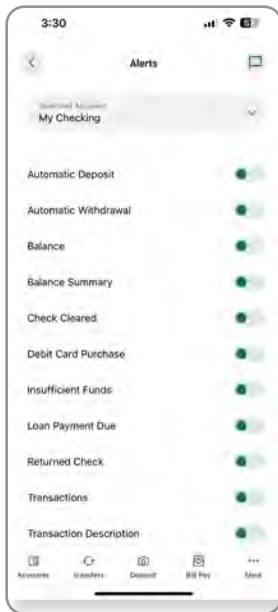 3:30
Alerts
My Checking
Automatic Deposit
Automatic Withdrawal
Balance
Balance Summary
Check Cleared
Debit Card Purchase
Insufficient Funds
Loan Payment Due
Returned Check
Transactions
Transaction Description
Accounts Transfers Deposit Bill Pay More